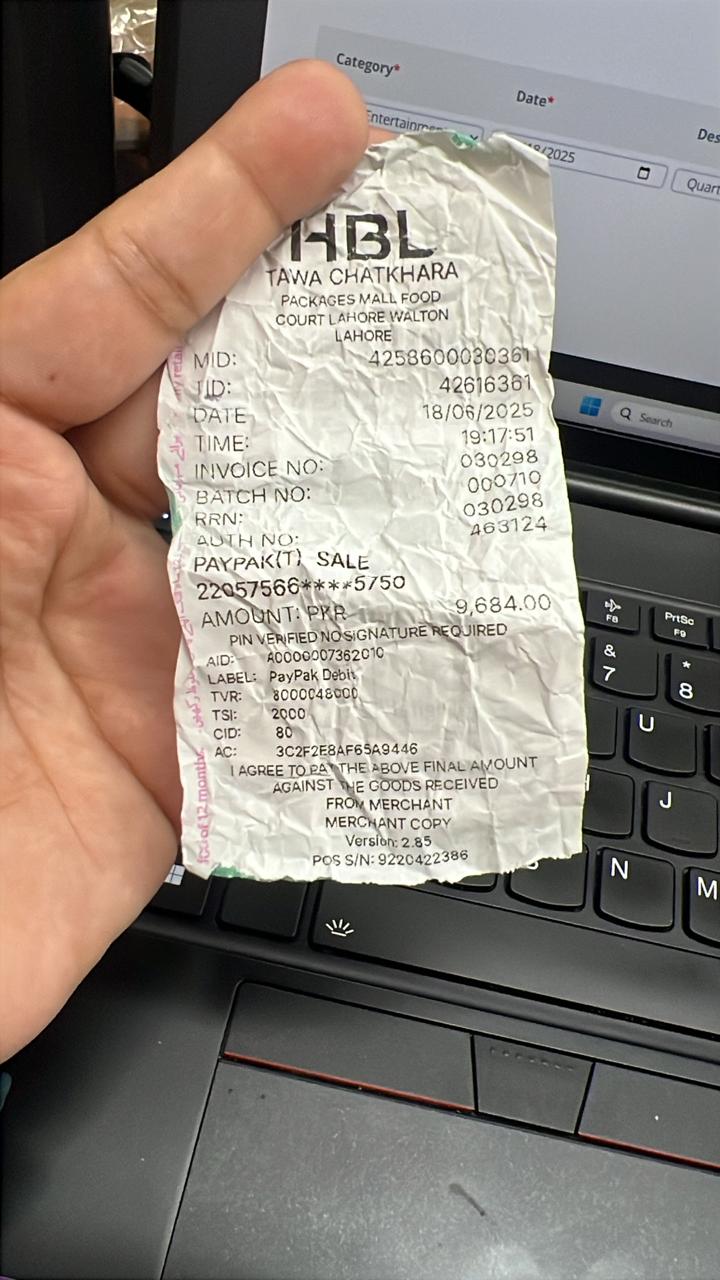 Category*
Date*
Des
Entertainmen
18/2025
Quart
HBL
TAWA CHATKHARA
PACKAGES MALL FOOD
COURT LAHORE WALTON
LAHORE
MID: 4258600030361
TID: 42616361
DATE 18/06/2025
TIME: 19:17:51
INVOICE NO: 030298
BATCH NO: 000710
RRN: 030298
AUTH NO: 463124
PAYPAK(T) SALE
22057566****5750
AMOUNT: PKR 9,684.00
PIN VERIFIED NO SIGNATURE REQUIRED
AID: A0000007362010
LABEL: PayPak Debit
TVR: 8000048000
TSI: 2000
CID: 80
AC: 3C2F2E8AF65A9446
I AGREE TO PAY THE ABOVE FINAL AMOUNT
AGAINST THE GOODS RECEIVED
FROM MERCHANT
MERCHANT COPY
Version: 2.85
POS S/N: 9220422386
of 12 months.
Search
F8
PrtSc
F9
&
7
*
8
U
J
N
M